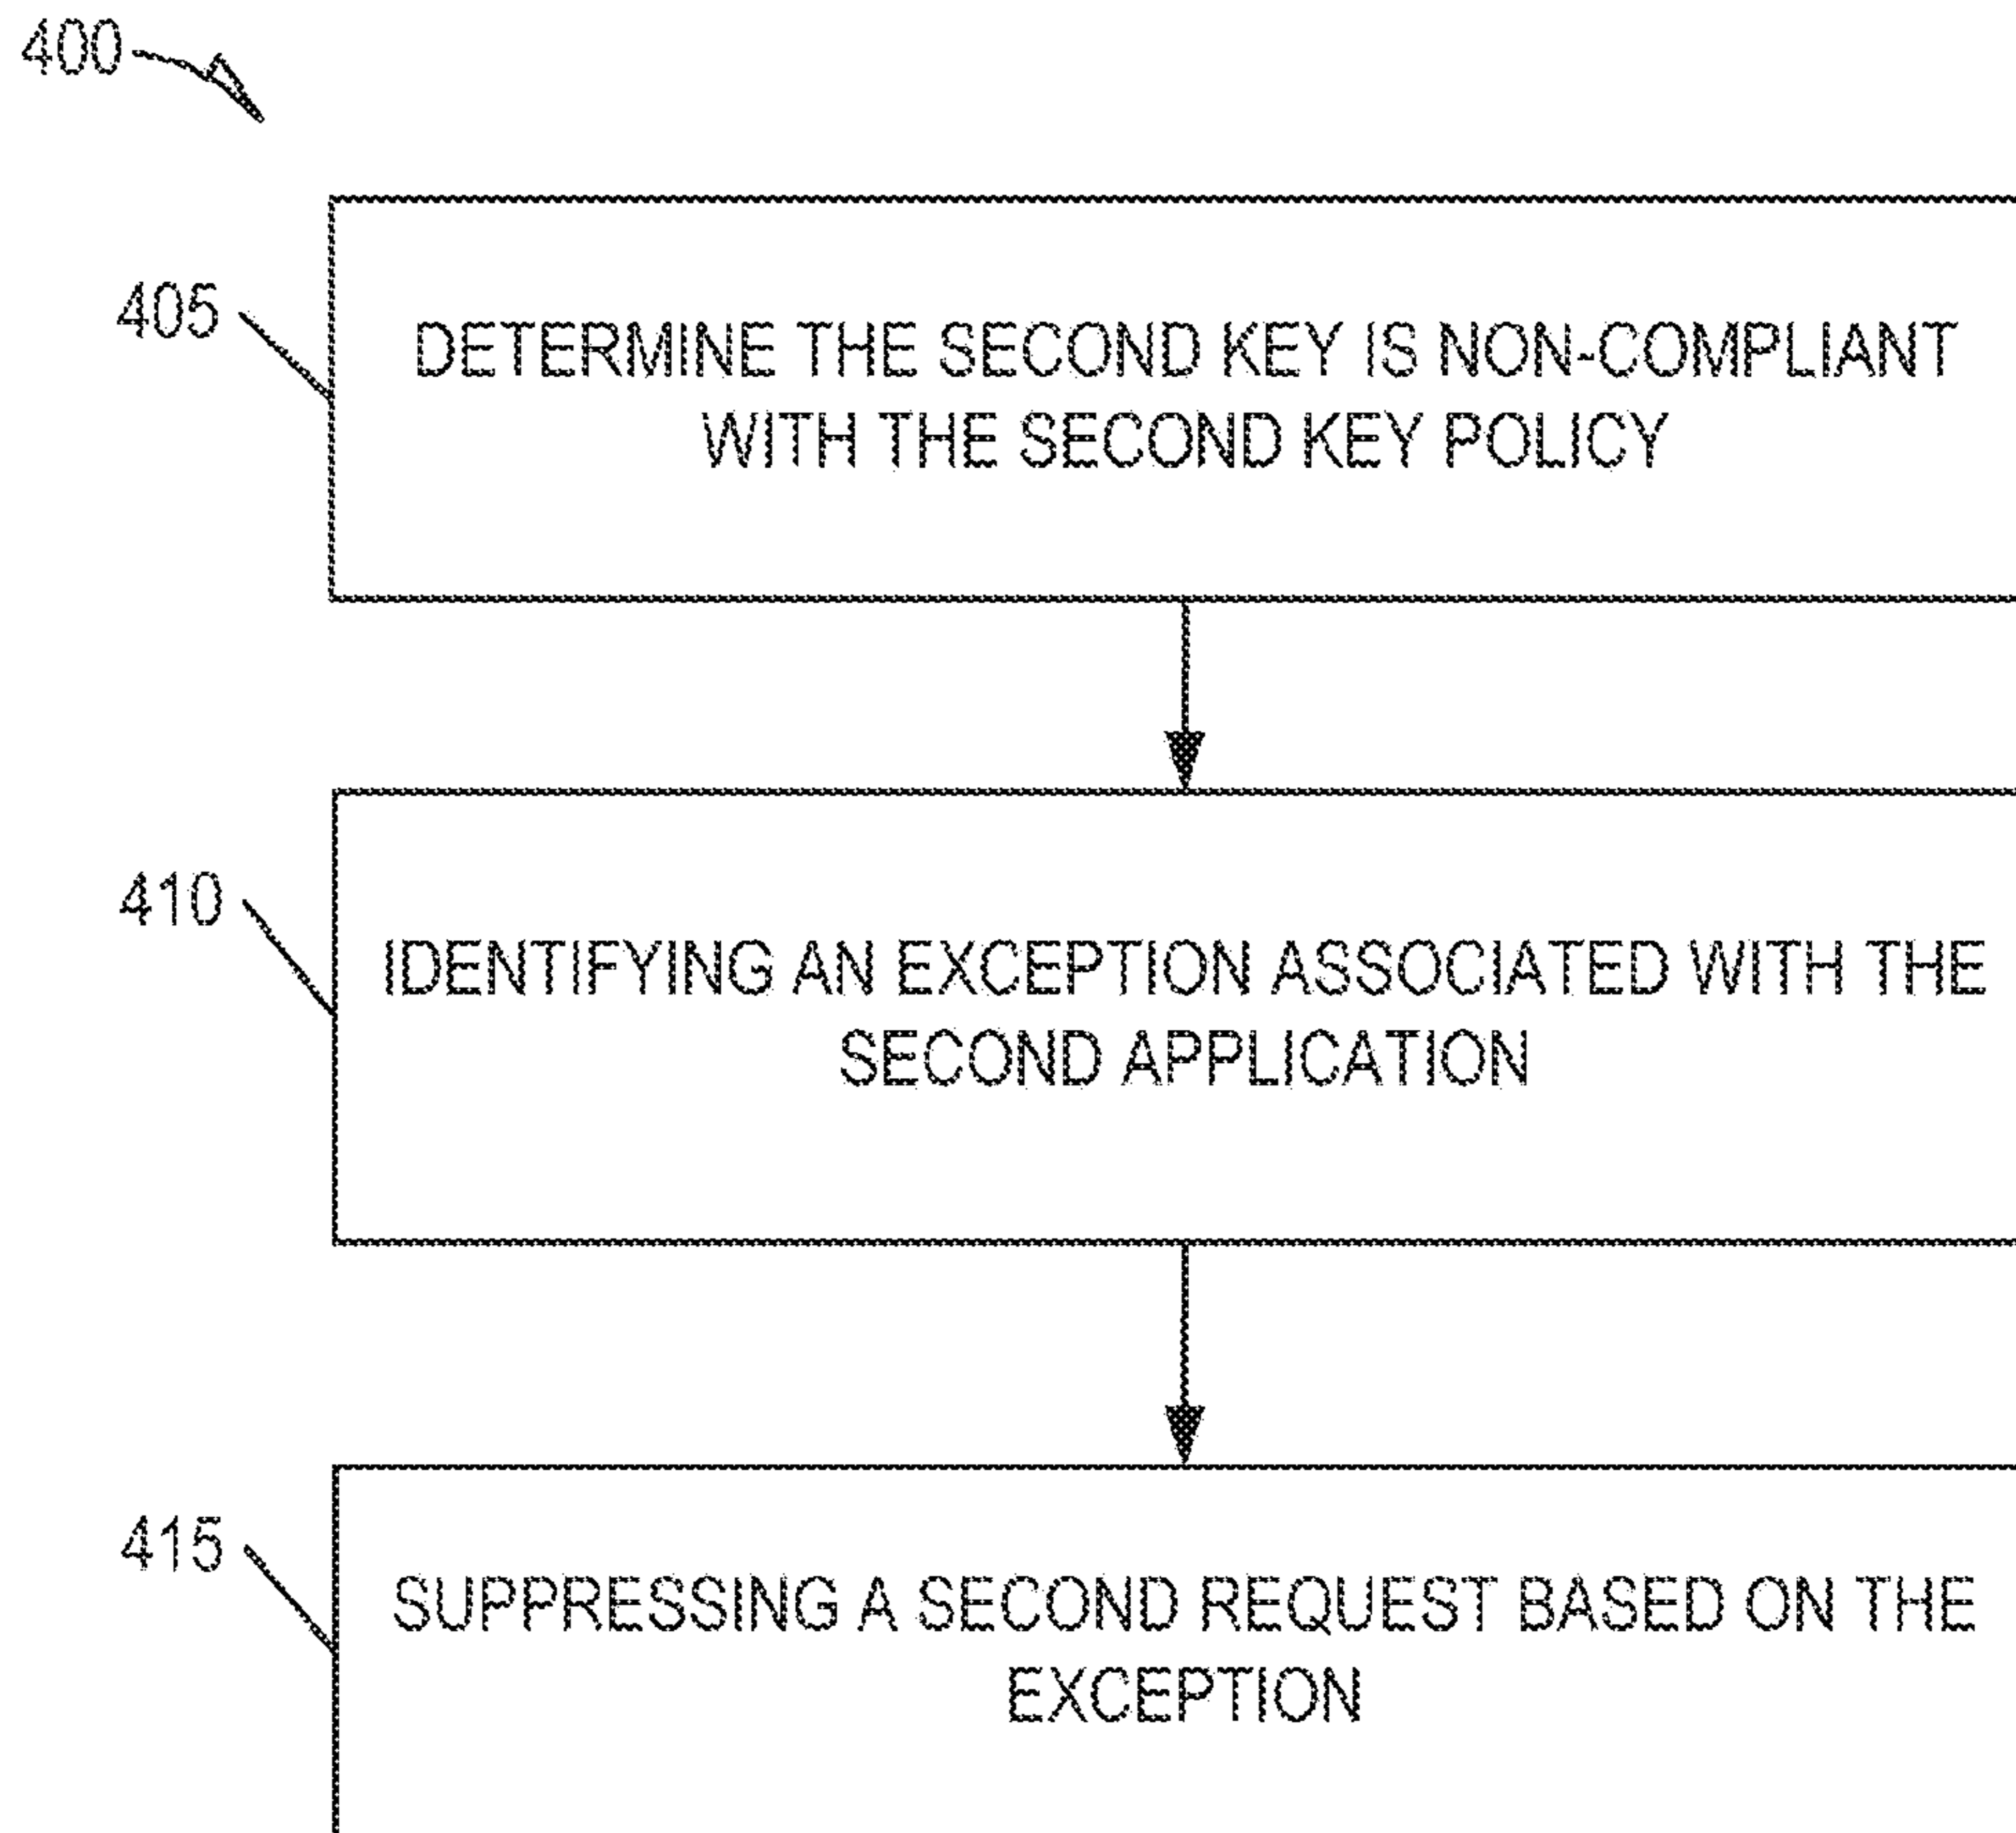 400
405
DETERMINE THE SECOND KEY IS NON-COMPLIANT
WITH THE SECOND KEY POLICY
410
IDENTIFYING AN EXCEPTION ASSOCIATED WITH THE
SECOND APPLICATION
415
SUPPRESSING A SECOND REQUEST BASED ON THE
EXCEPTION